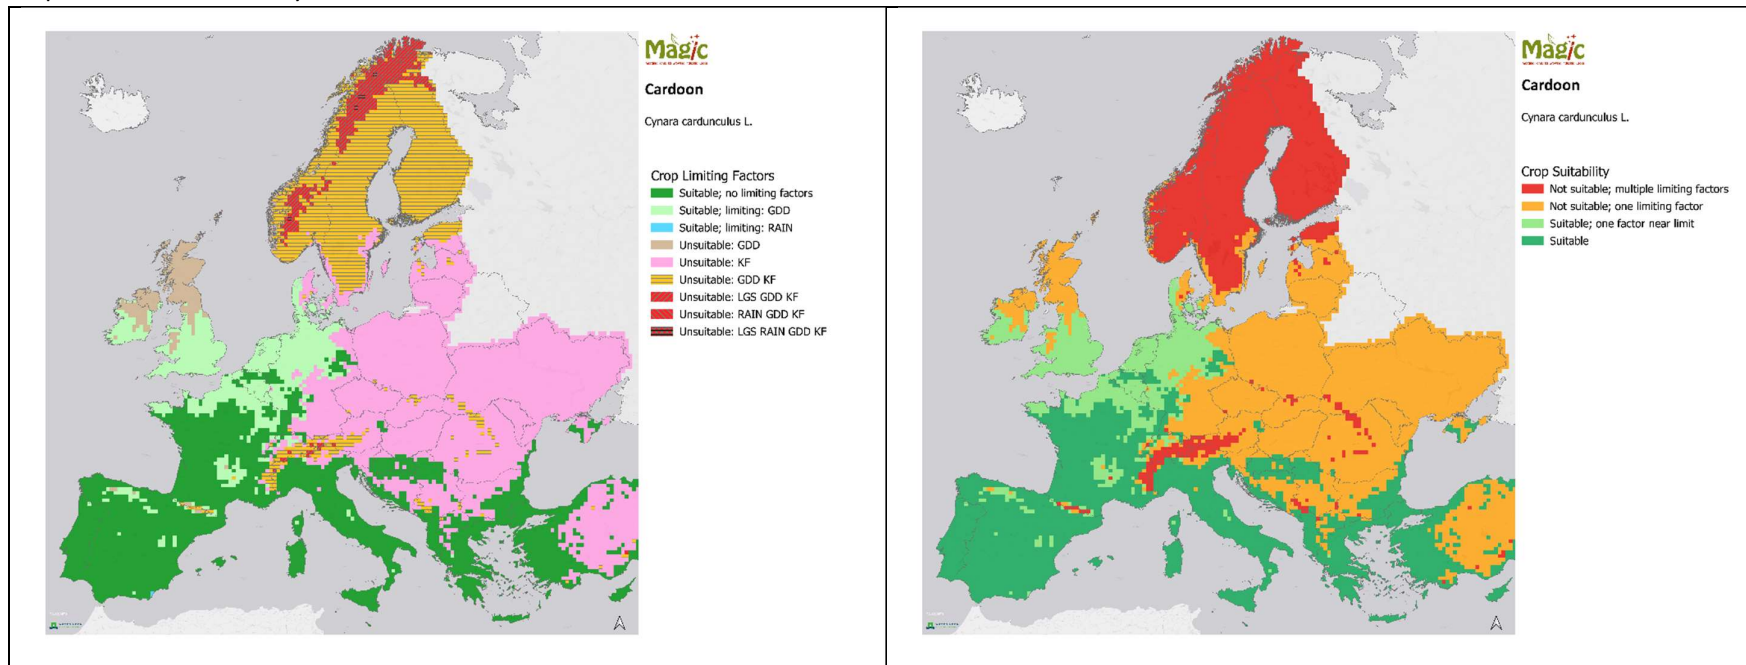 Magic
Cardoon
Cynara cardunculus L.
Crop Limiting Factors
Suitable; no limiting factors
Suitable; limiting: GDD
Suitable; limiting: RAIN
Unsuitable: GDD
Unsuitable: KF
Unsuitable: GDD KF
Unsuitable: LGS GDD KF
Unsuitable: RAIN GDD KF
Unsuitable: LGS RAIN GDD KF
Magic
Cardoon
Cynara cardunculus L.
Crop Suitability
Not suitable; multiple limiting factors
Not suitable; one limiting factor
Suitable; one factor near limit
Suitable